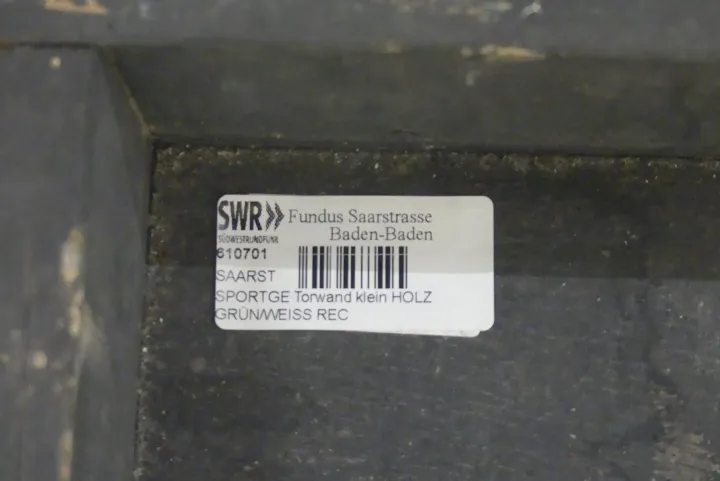 SWR» Fundus Saarstrasse
SÜDWESTRUNDFUNK Baden-Baden
610701
SAARST
SPORTGE Torwand klein HOLZ
GRÜN/WEISS REC